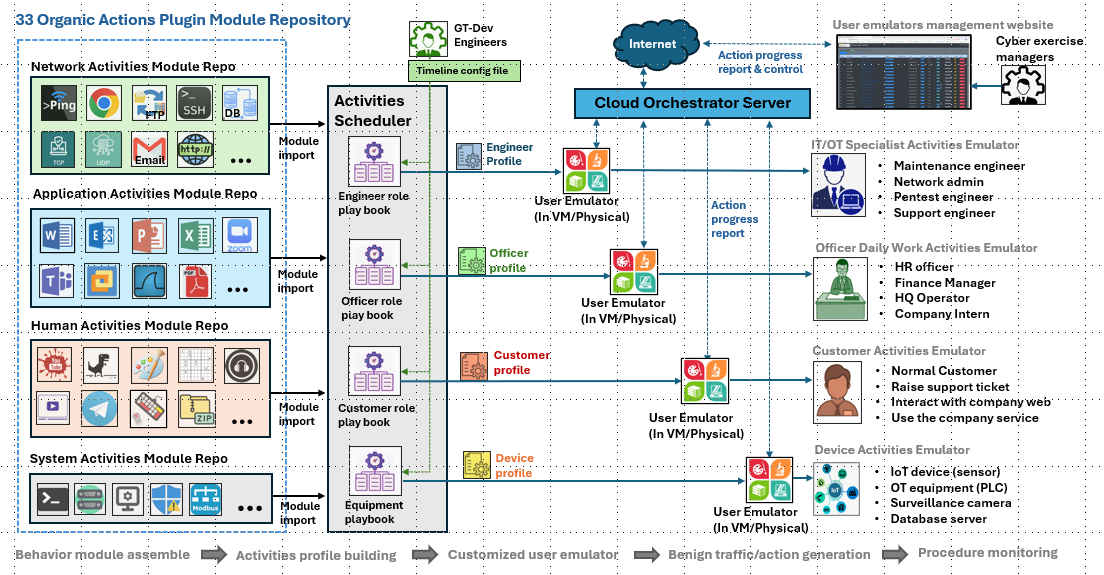 33 Organic Actions Plugin Module Repository
Network Activities Module Repo
>Ping
FTP
>_
SSH
DB
TCP
UDP
Email
http://
...
Module
import
Application Activities Module Repo
W
E
P
X
zoom
T
PDF
...
Module
import
Human Activities Module Repo
You
Tube
ZIP
...
Module
import
System Activities Module Repo
>_
Modbus
...
Module
import
GT-Dev
Engineers
Timeline config file
Activities
Scheduler
Engineer role
play book
Officer role
play book
Customer role
play book
Equipment
playbook
Engineer
Profile
Officer
profile
Customer
profile
Device
profile
Internet
Action progress
report & control
Cloud Orchestrator Server
User emulators management website
Cyber exercise
managers
User Emulator
(In VM/Physical)
Action
progress
report
User Emulator
(In VM/Physical)
User Emulator
(In VM/Physical)
User Emulator
(In VM/Physical)
IT/OT Specialist Activities Emulator
• Maintenance engineer
• Network admin
• Pentest engineer
• Support engineer
Officer Daily Work Activities Emulator
• HR officer
• Finance Manager
• HQ Operator
• Company Intern
Customer Activities Emulator
• Normal Customer
• Raise support ticket
• Interact with company web
• Use the company service
Device Activities Emulator
IoT
• IoT device (sensor)
• OT equipment (PLC)
• Surveillance camera
• Database server
Behavior module assemble
Activities profile building
Customized user emulator
Benign traffic/action generation
Procedure monitoring